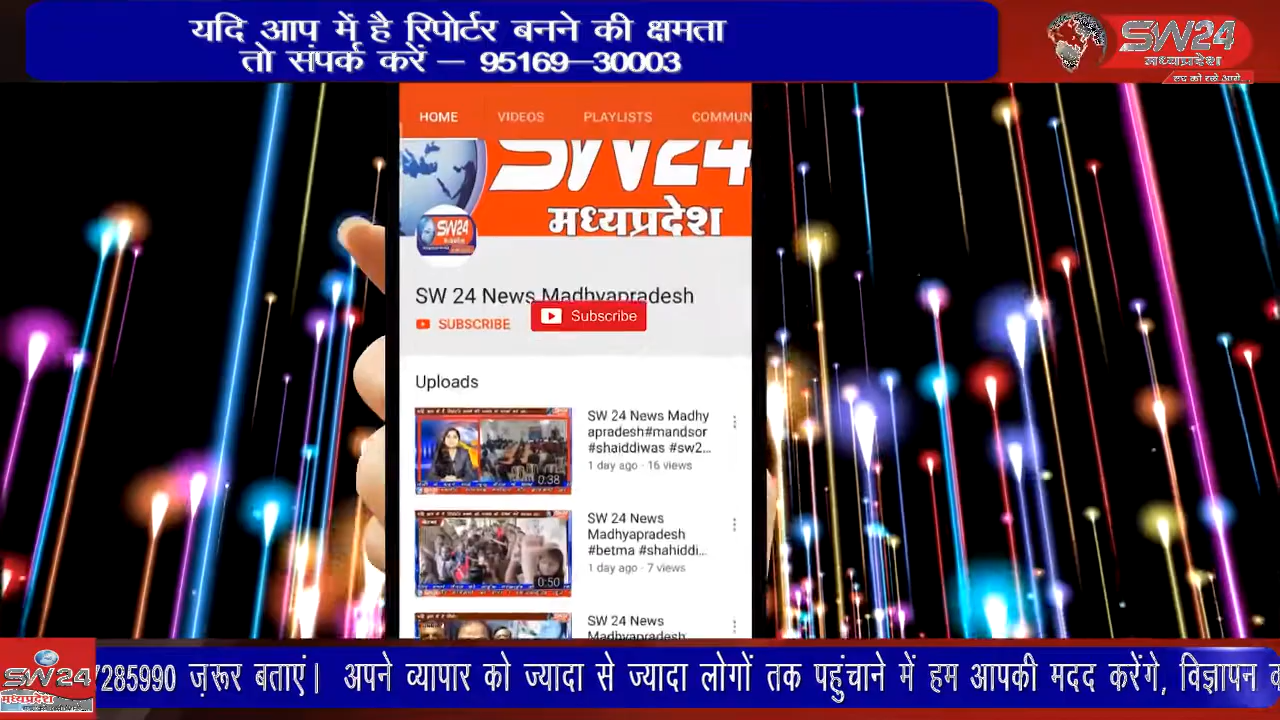 यदि आप में है रिपोर्टर बनने की क्षमता
तो संपर्क करें – 95169–30003
SW24
मध्यप्रदेश
HOME VIDEOS PLAYLISTS COMMUN
SW24
मध्यप्रदेश
SW24
SW 24 News Madhyapradesh
SUBSCRIBE
Subscribe
Uploads
SW 24 News Madhy
apradesh#mandsor
#shaiddiwas #sw2...
1 day ago · 16 views
0:38
SW 24 News
Madhyapradesh
#betma #shahiddi...
1 day ago · 7 views
0:50
SW 24 News
Madhyapradesh
SW24
मध्यप्रदेश
7285990 ज़रूर बताएं। अपने व्यापार को ज्यादा से ज्यादा लोगों तक पहुंचाने में हम आपकी मदद करेंगे, विज्ञापन